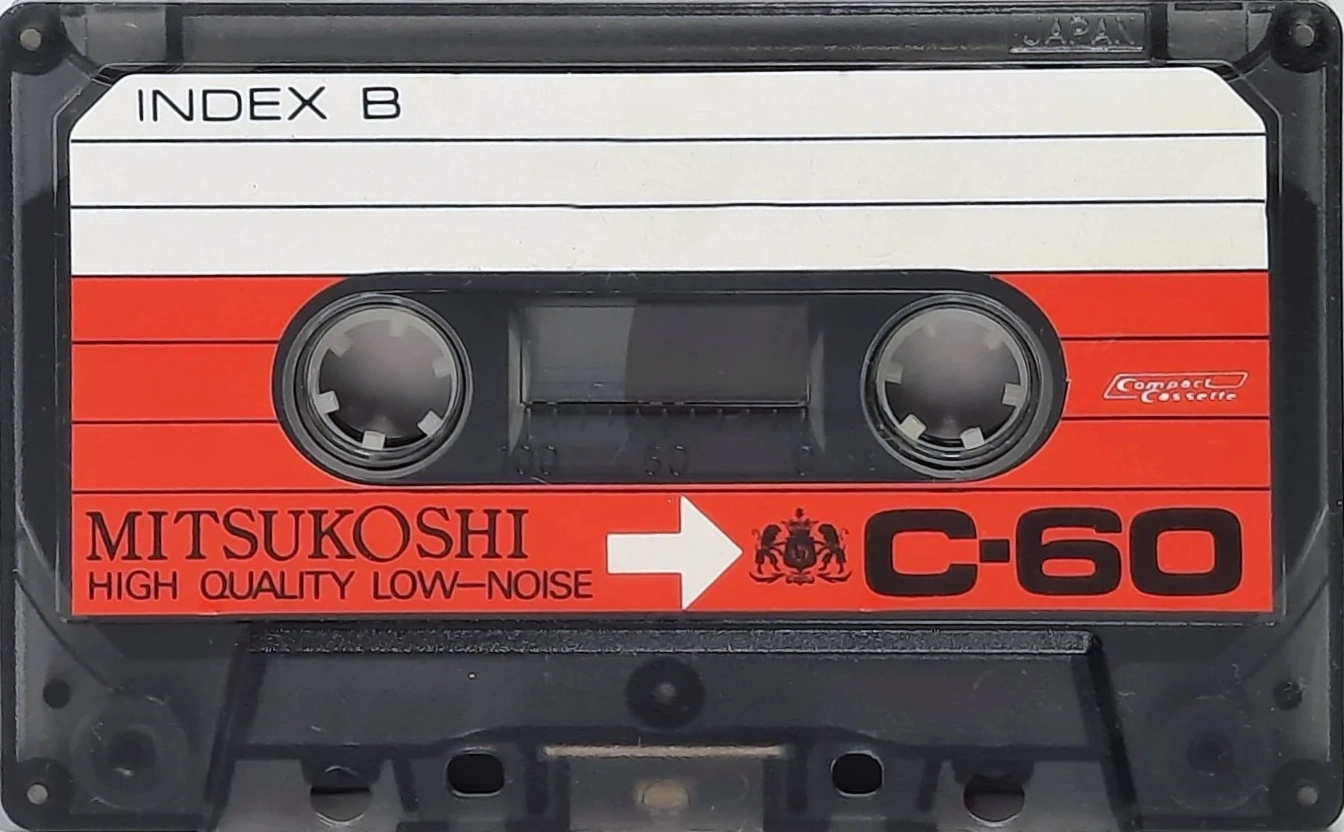 JAPAN
INDEX B
Compact
Cassette
100 50 0
MITSUKOSHI
HIGH QUALITY LOW-NOISE
C-60